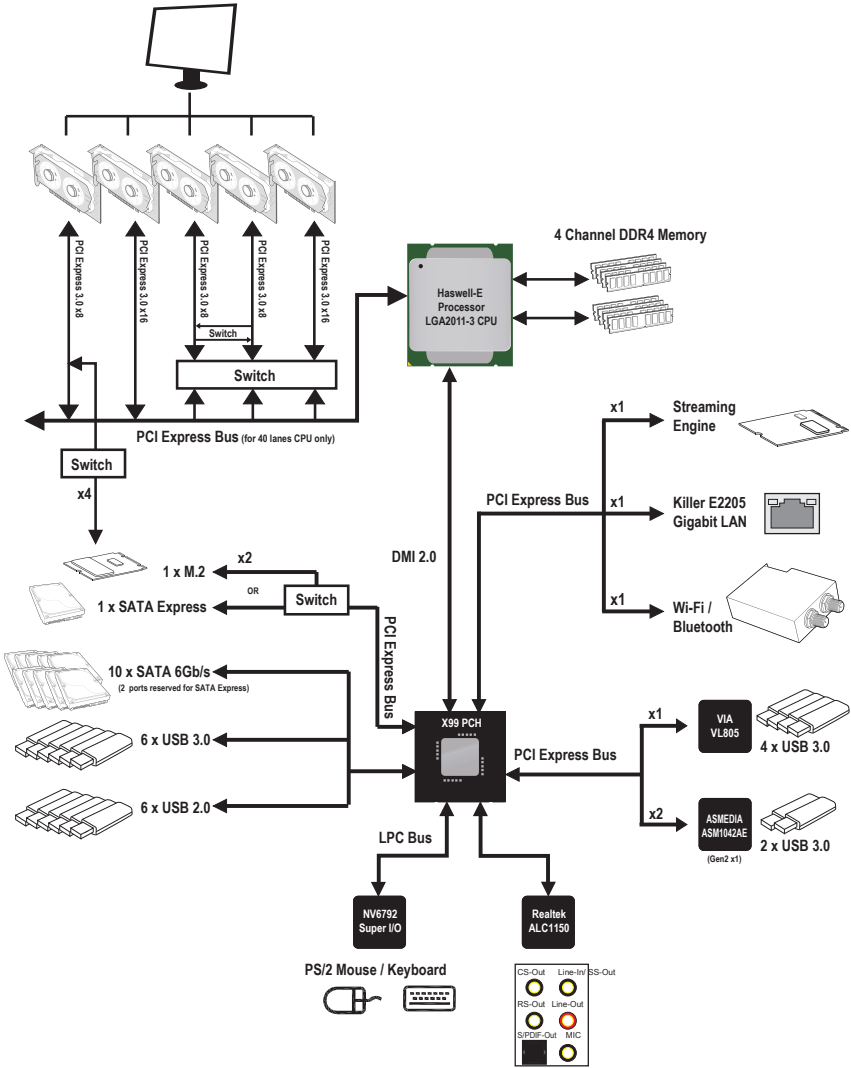 PCI Express 3.0 x8
PCI Express 3.0 x16
PCI Express 3.0 x8
PCI Express 3.0 x8
PCI Express 3.0 x16
Switch
Switch
PCI Express Bus (for 40 lanes CPU only)
Switch
x4
4 Channel DDR4 Memory
Haswell-E
Processor
LGA2011-3 CPU
x1
Streaming
Engine
PCI Express Bus
x1
Killer E2205
Gigabit LAN
x1
Wi-Fi /
Bluetooth
DMI 2.0
1 x M.2
x2
OR
Switch
1 x SATA Express
PCI Express Bus
10 x SATA 6Gb/s
(2 ports reserved for SATA Express)
6 x USB 3.0
6 x USB 2.0
X99 PCH
PCI Express Bus
x1
VIA
VL805
4 x USB 3.0
x2
ASMEDIA
ASM1042AE
(Gen2 x1)
2 x USB 3.0
LPC Bus
NV6792
Super I/O
Realtek
ALC1150
PS/2 Mouse / Keyboard
CS-Out
Line-In/ SS-Out
RS-Out
Line-Out
S/PDIF-Out
MIC